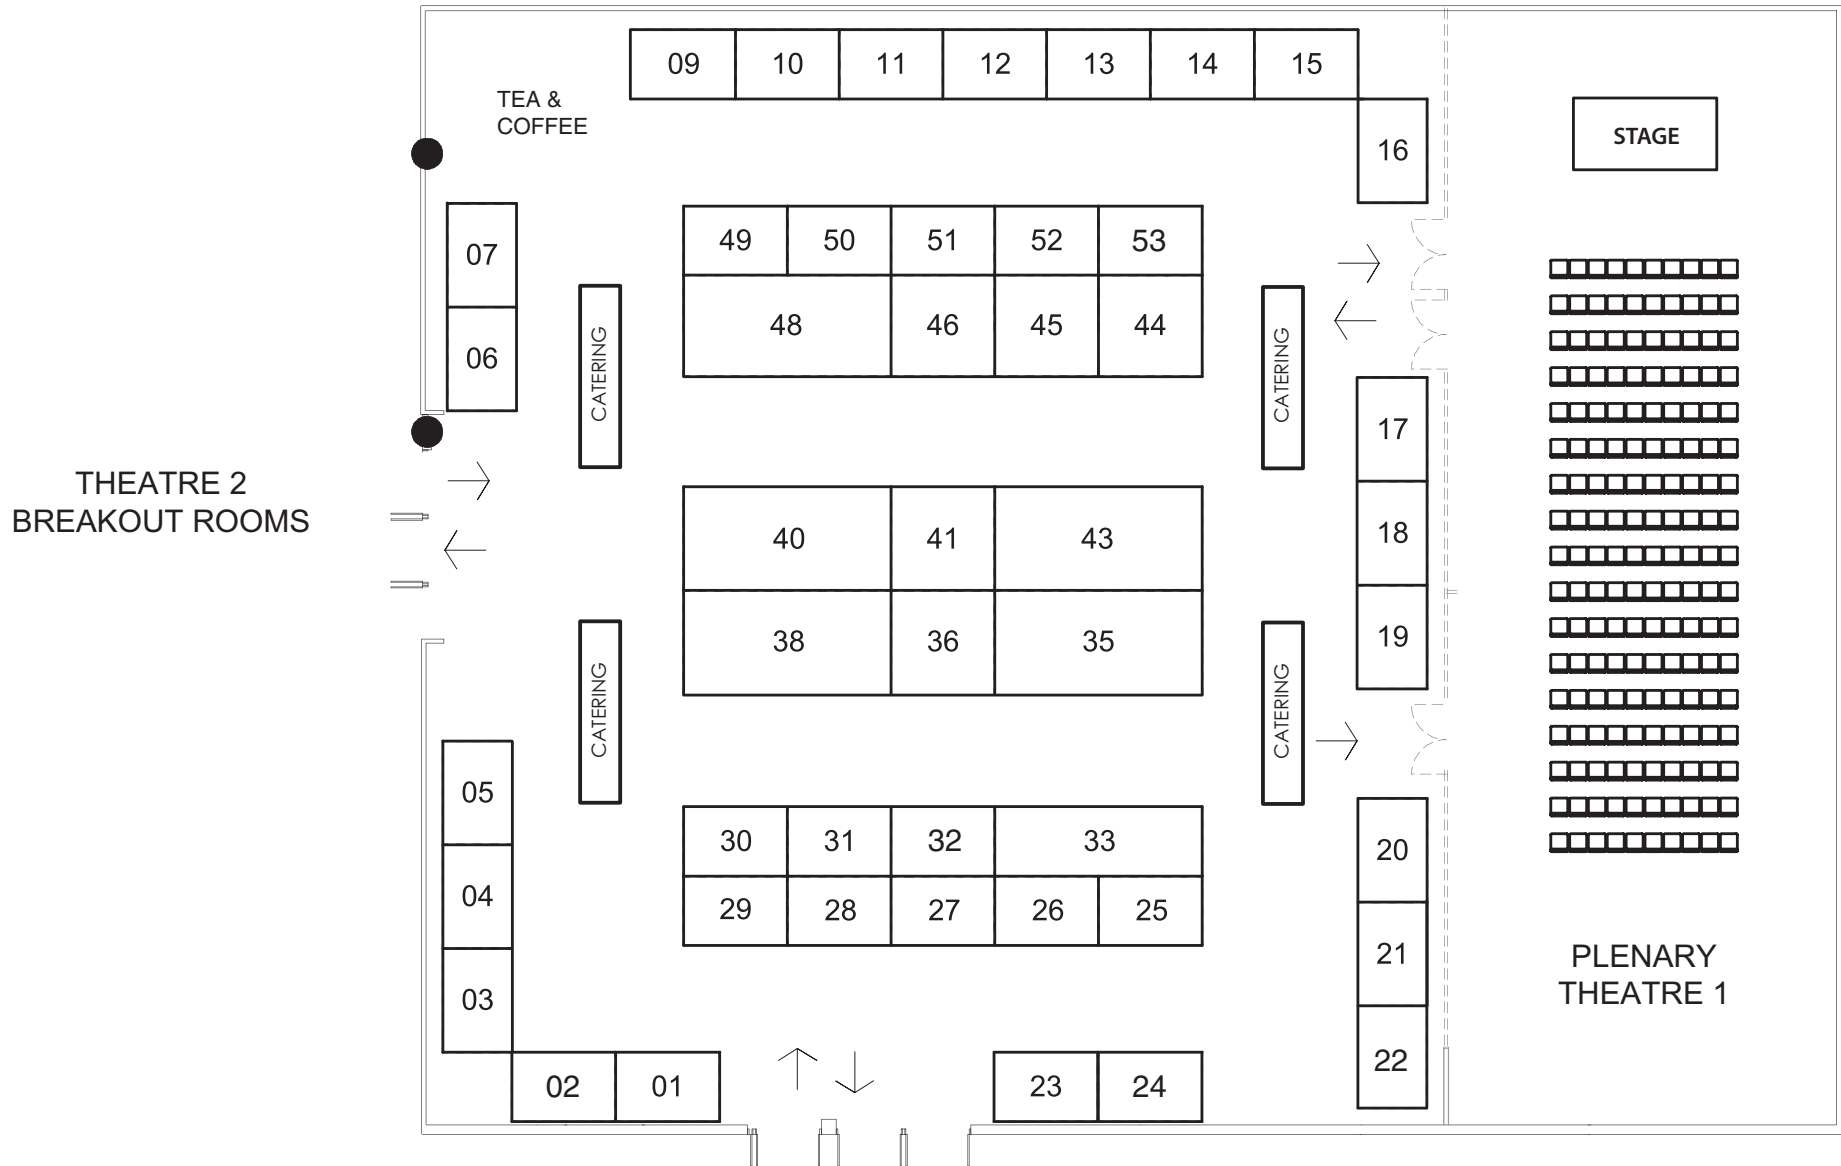 09 10 11 12 13 14 15
TEA &
COFFEE
STAGE
16
07
49 50 51 52 53
48 46 45 44
06
CATERING
CATERING
17
THEATRE 2
BREAKOUT ROOMS
40 41 43
18
38 36 35
19
CATERING
CATERING
05
30 31 32 33
20
04
29 28 27 26 25
21
PLENARY
THEATRE 1
03
22
02 01
23 24